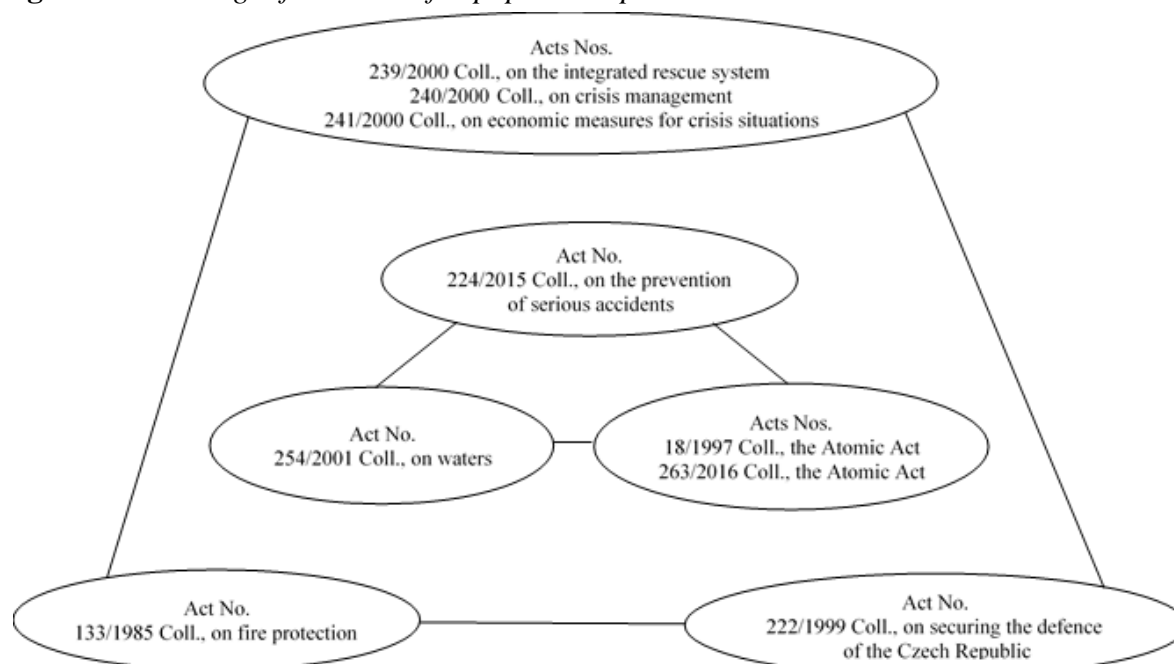 Acts Nos.
239/2000 Coll., on the integrated rescue system
240/2000 Coll., on crisis management
241/2000 Coll., on economic measures for crisis situations
Act No.
224/2015 Coll., on the prevention
of serious accidents
Act No.
254/2001 Coll., on waters
Acts Nos.
18/1997 Coll., the Atomic Act
263/2016 Coll., the Atomic Act
Act No.
133/1985 Coll., on fire protection
Act No.
222/1999 Coll., on securing the defence
of the Czech Republic